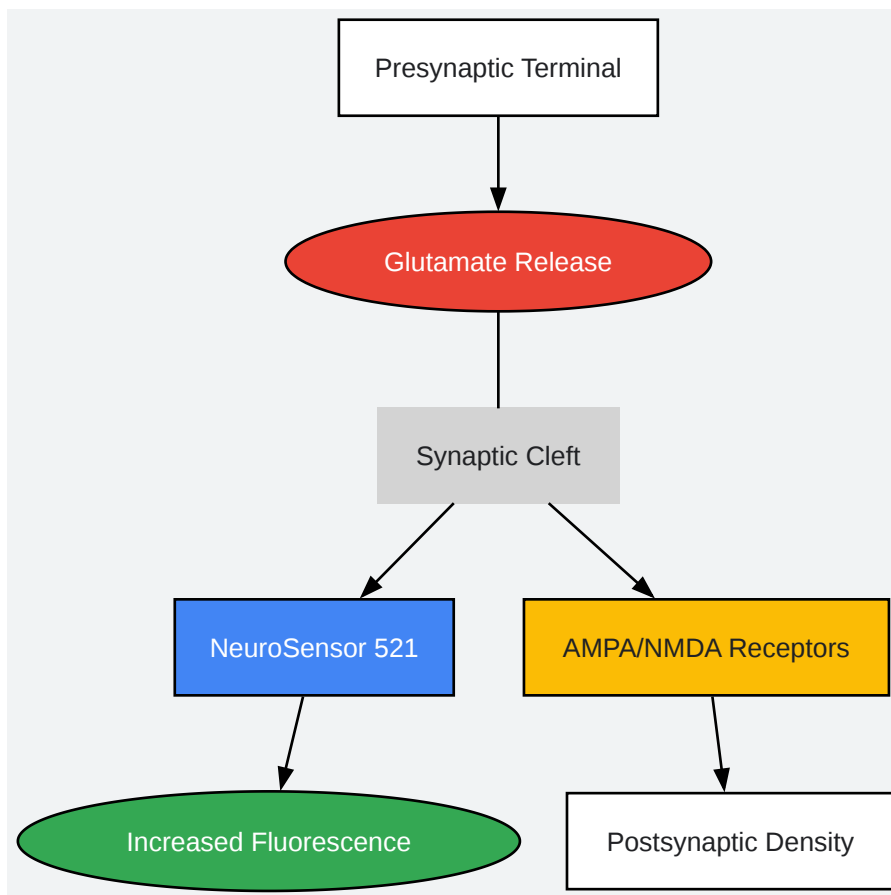 Presynaptic Terminal
Glutamate Release
Synaptic Cleft
NeuroSensor 521
AMPA/NMDA Receptors
Increased Fluorescence
Postsynaptic Density